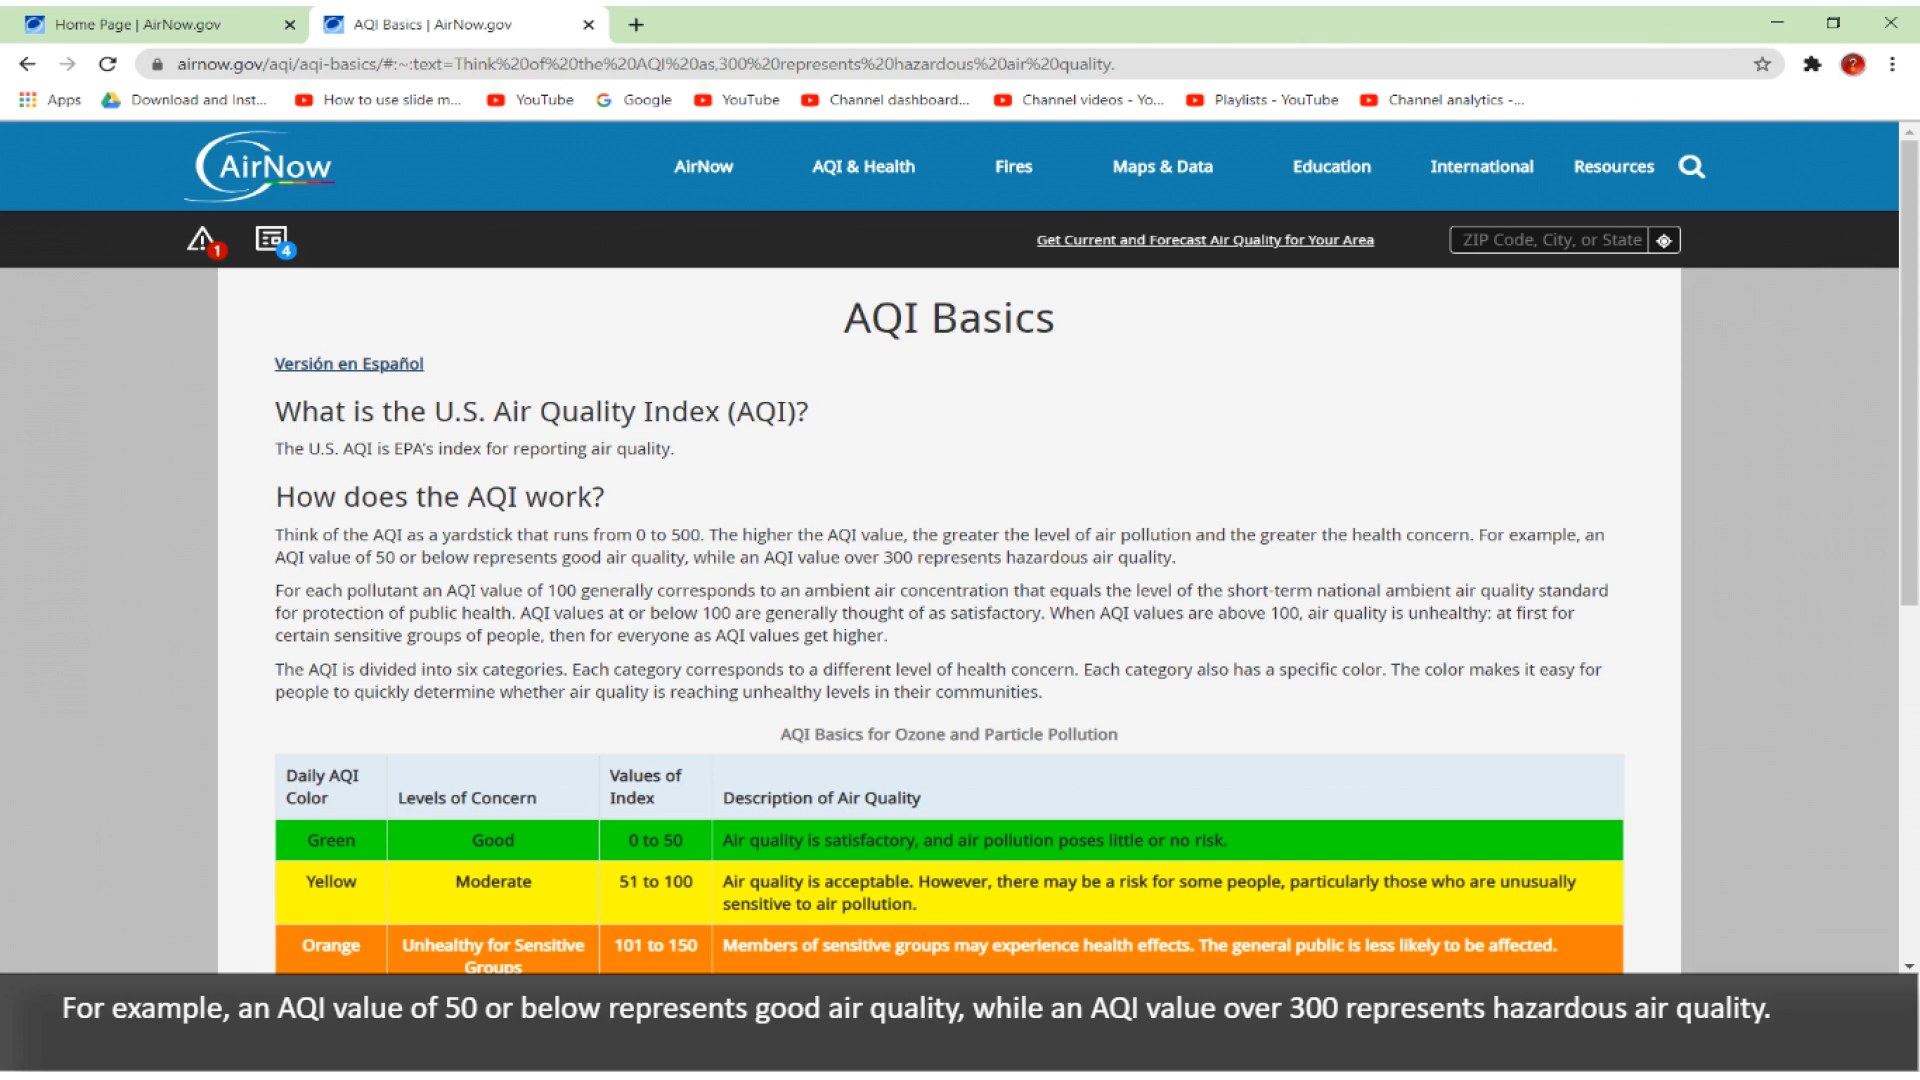 Home Page | AirNow.gov
AQI Basics | AirNow.gov
airnow.gov/aqi/aqi-basics/#:~:text=Think%20of%20the%20AQI%20as,300%20represents%20hazardous%20air%20quality.
Apps
Download and Inst...
How to use slide m...
YouTube
Google
YouTube
Channel dashboard...
Channel videos - Yo...
Playlists - YouTube
Channel analytics -...
AirNow
AirNow
AQI & Health
Fires
Maps & Data
Education
International
Resources
1
4
Get Current and Forecast Air Quality for Your Area
ZIP Code, City, or State
AQI Basics
Versión en Español
What is the U.S. Air Quality Index (AQI)?
The U.S. AQI is EPA's index for reporting air quality.
How does the AQI work?
Think of the AQI as a yardstick that runs from 0 to 500. The higher the AQI value, the greater the level of air pollution and the greater the health concern. For example, an
AQI value of 50 or below represents good air quality, while an AQI value over 300 represents hazardous air quality.
For each pollutant an AQI value of 100 generally corresponds to an ambient air concentration that equals the level of the short-term national ambient air quality standard
for protection of public health. AQI values at or below 100 are generally thought of as satisfactory. When AQI values are above 100, air quality is unhealthy: at first for
certain sensitive groups of people, then for everyone as AQI values get higher.
The AQI is divided into six categories. Each category corresponds to a different level of health concern. Each category also has a specific color. The color makes it easy for
people to quickly determine whether air quality is reaching unhealthy levels in their communities.
AQI Basics for Ozone and Particle Pollution
Daily AQI
Color
Levels of Concern
Values of
Index
Description of Air Quality
Green
Good
0 to 50
Air quality is satisfactory, and air pollution poses little or no risk.
Yellow
Moderate
51 to 100
Air quality is acceptable. However, there may be a risk for some people, particularly those who are unusually
sensitive to air pollution.
Orange
Unhealthy for Sensitive
Groups
101 to 150
Members of sensitive groups may experience health effects. The general public is less likely to be affected.
For example, an AQI value of 50 or below represents good air quality, while an AQI value over 300 represents hazardous air quality.